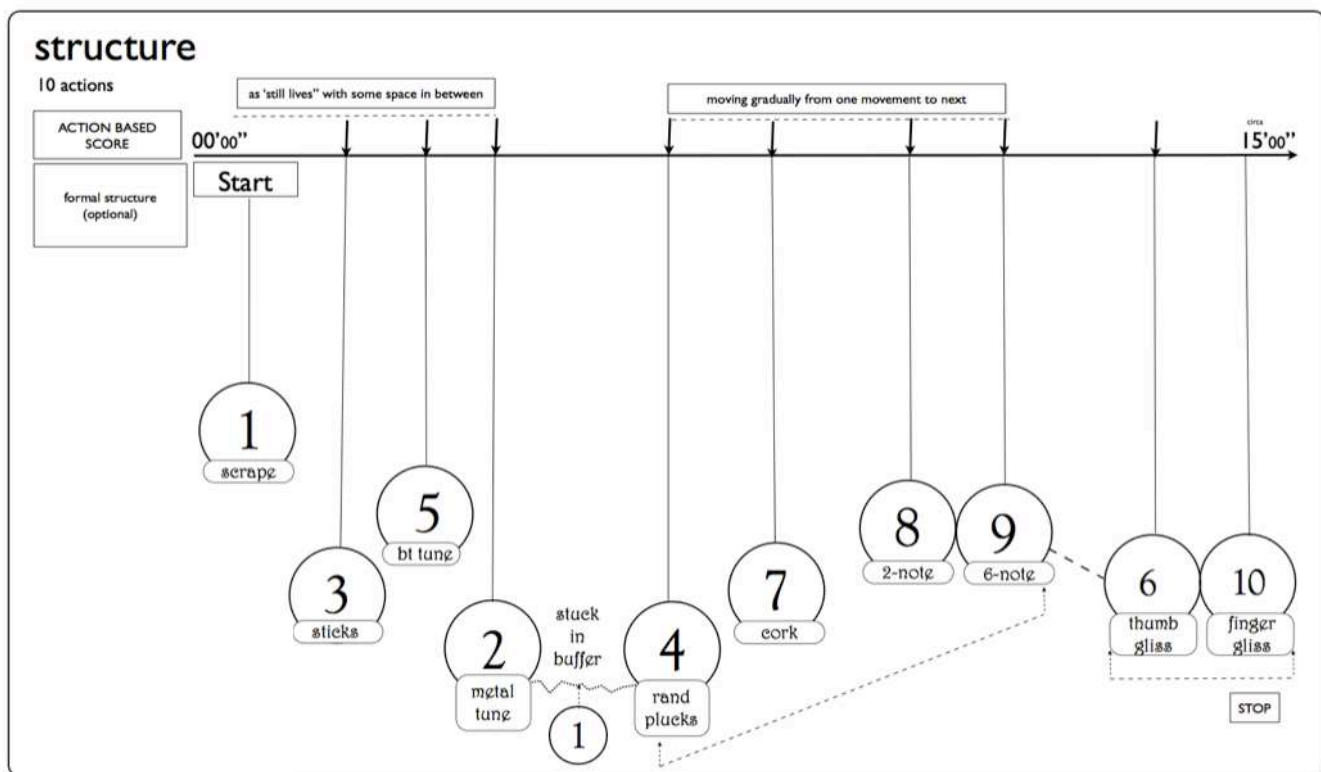 structure
10 actions
as 'still lives" with some space in between
moving gradually from one movement to next
ACTION BASED
SCORE
00'00"
circa
15'00"
formal structure
(optional)
Start
1
scrape
3
sticks
5
bt tune
2
metal
tune
stuck
in
buffer
1
4
rand
plucks
7
cork
8
2-note
9
6-note
6
thumb
gliss
10
finger
gliss
STOP